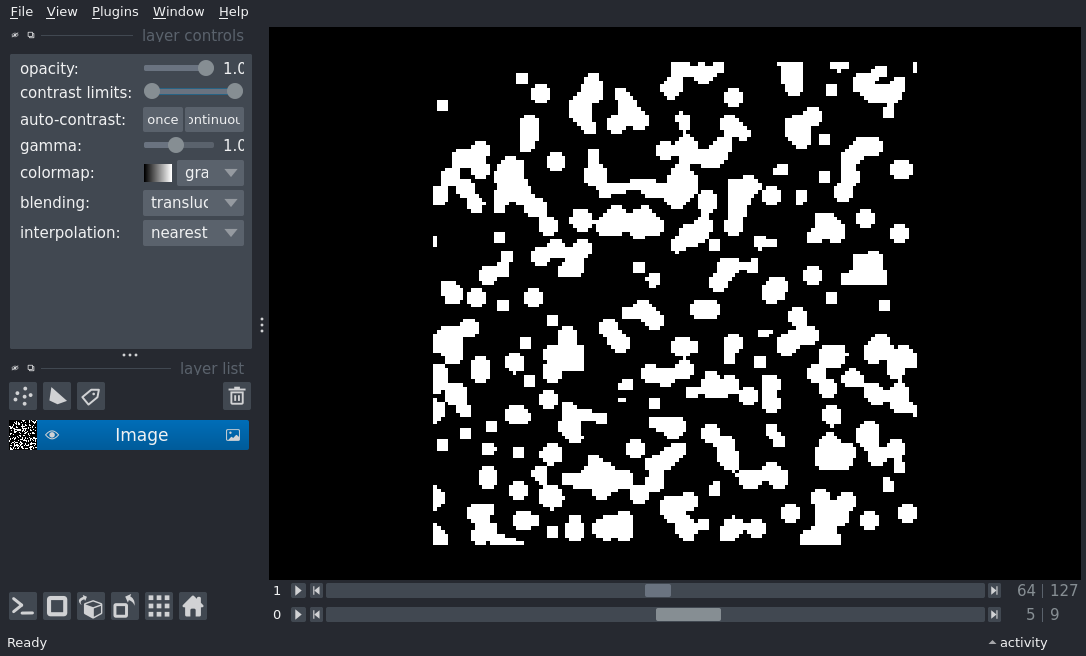 File View Plugins Window Help
layer controls
opacity: 1.0
contrast limits:
auto-contrast: once ontinuou
gamma: 1.0
colormap: gra
blending: transluc
interpolation: nearest
layer list
Image
1 64 127
0 5 9
Ready activity